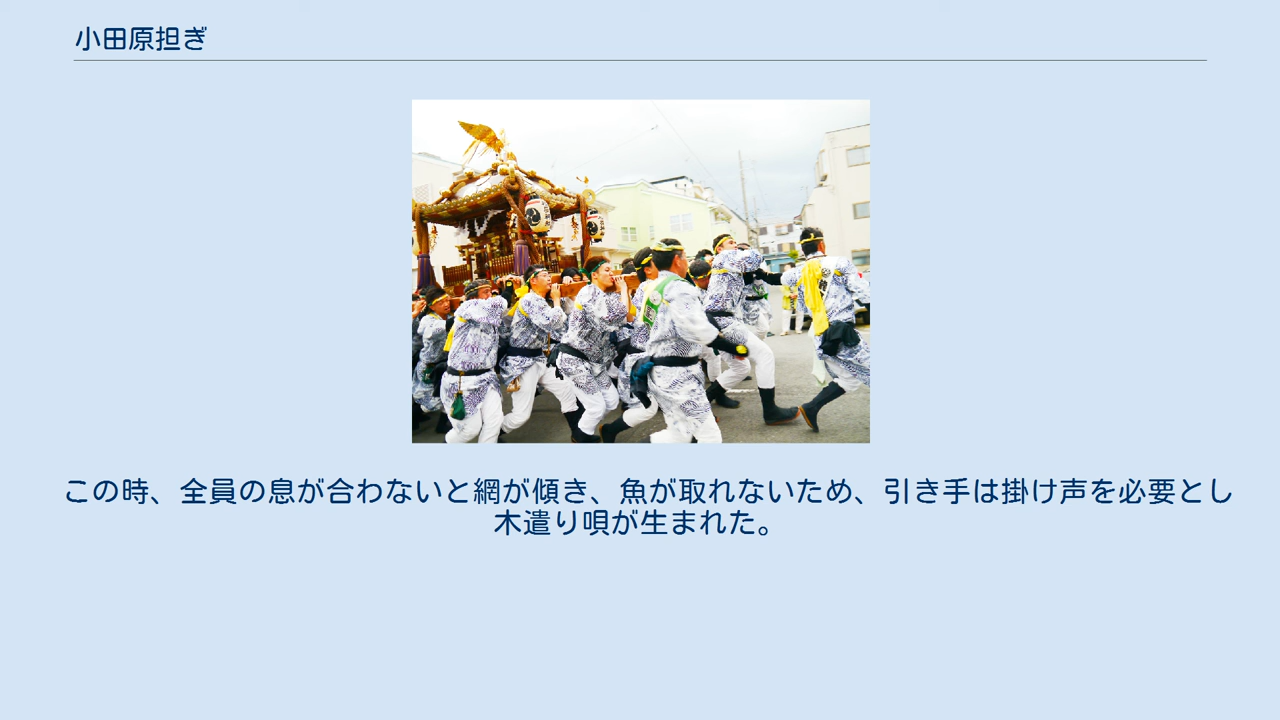 小田原担ぎ
この時、全員の息が合わないと網が傾き、魚が取れないため、引き手は掛け声を必要とし
木遣り唄が生まれた。